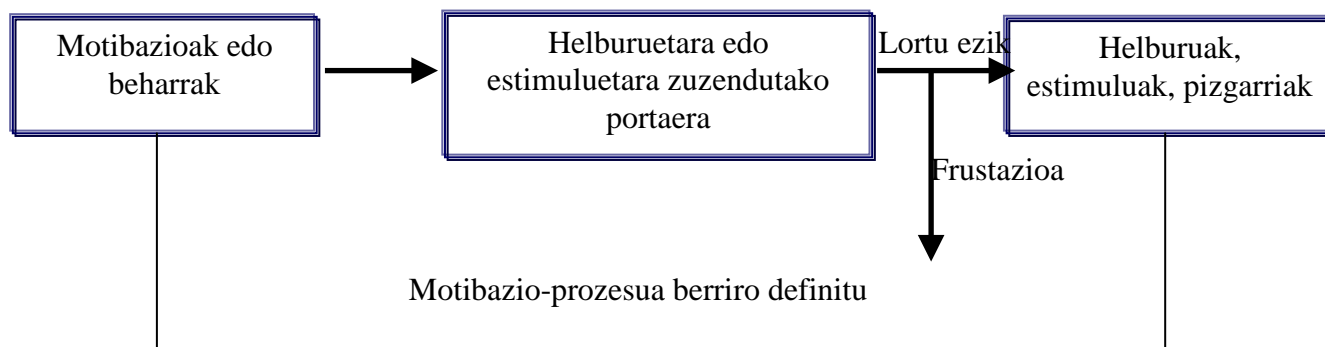 Motibazioak edo
beharrak
Helburuetara edo
estimuluetara zuzendutako
portaera
Lortu ezik
Helburuak,
estimuluak, pizgarriak
Frustazioa
Motibazio-prozesua berriro definitu